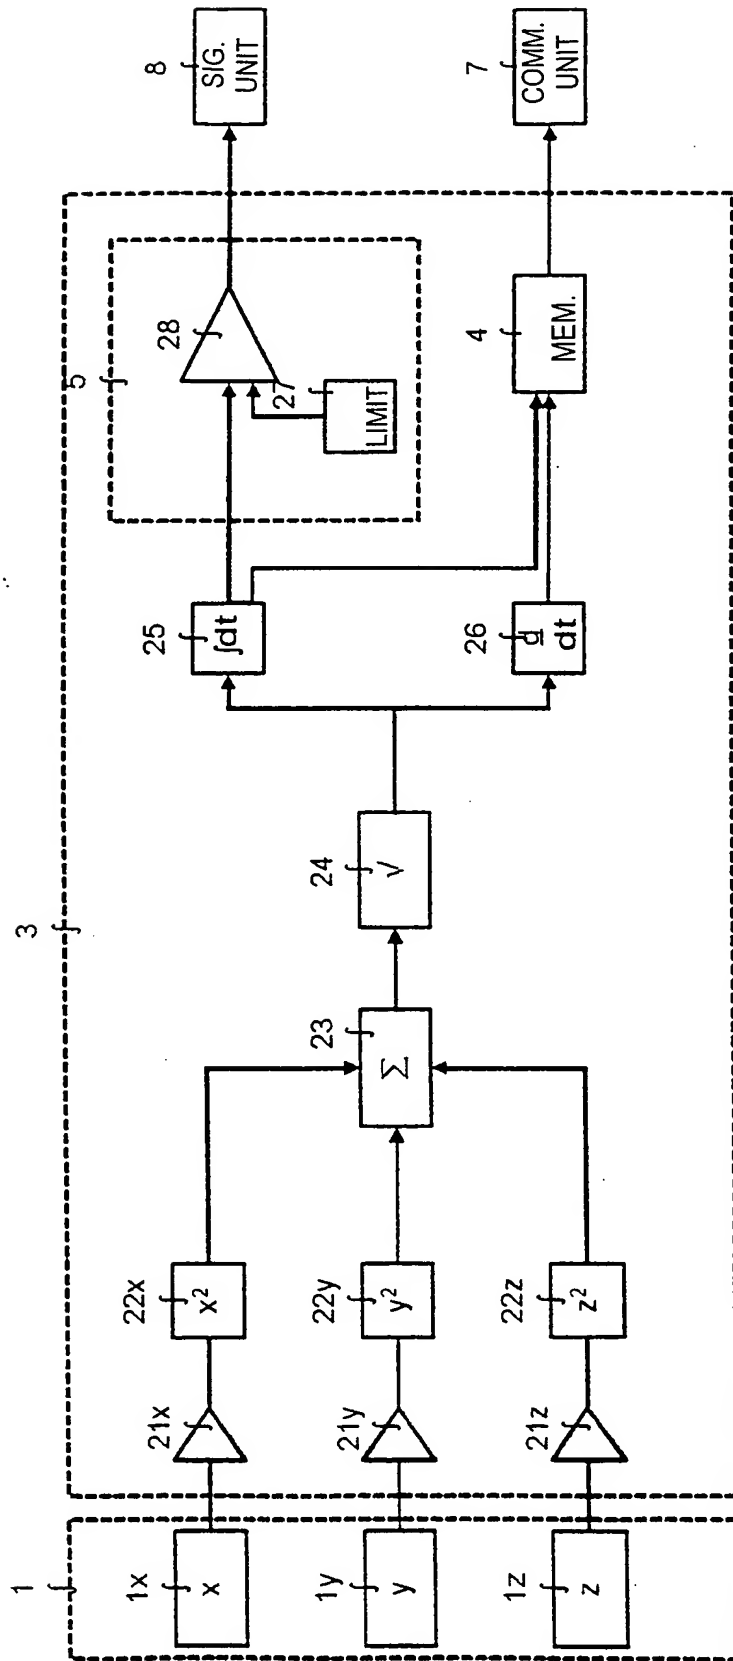 1
1x
x
1y
y
1z
z
3
21x
21y
21z
22x
x²
22y
y²
22z
z²
23
Σ
24
√
25
∫dt
26
d
dt
5
28
27
LIMIT
4
MEM.
8
SIG.
UNIT
7
COMM.
UNIT